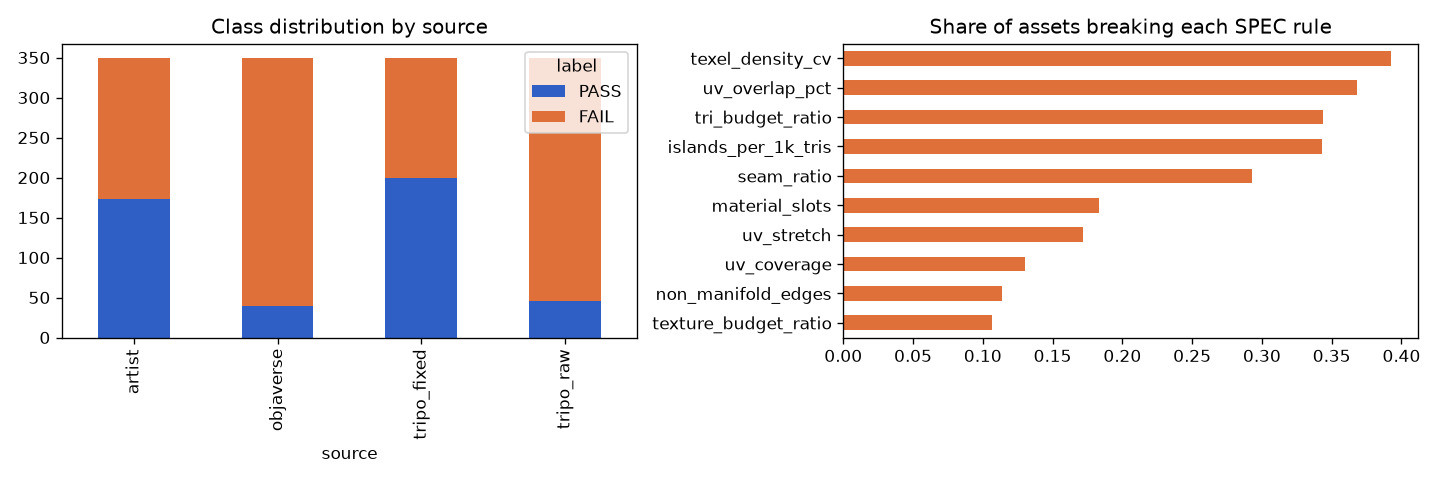 Class distribution by source
350
300
250
200
150
100
50
0
label
PASS
FAIL
artist
objaverse
tripo_fixed
tripo_raw
source
Share of assets breaking each SPEC rule
texel_density_cv
uv_overlap_pct
tri_budget_ratio
islands_per_1k_tris
seam_ratio
material_slots
uv_stretch
uv_coverage
non_manifold_edges
texture_budget_ratio
0.00 0.05 0.10 0.15 0.20 0.25 0.30 0.35 0.40